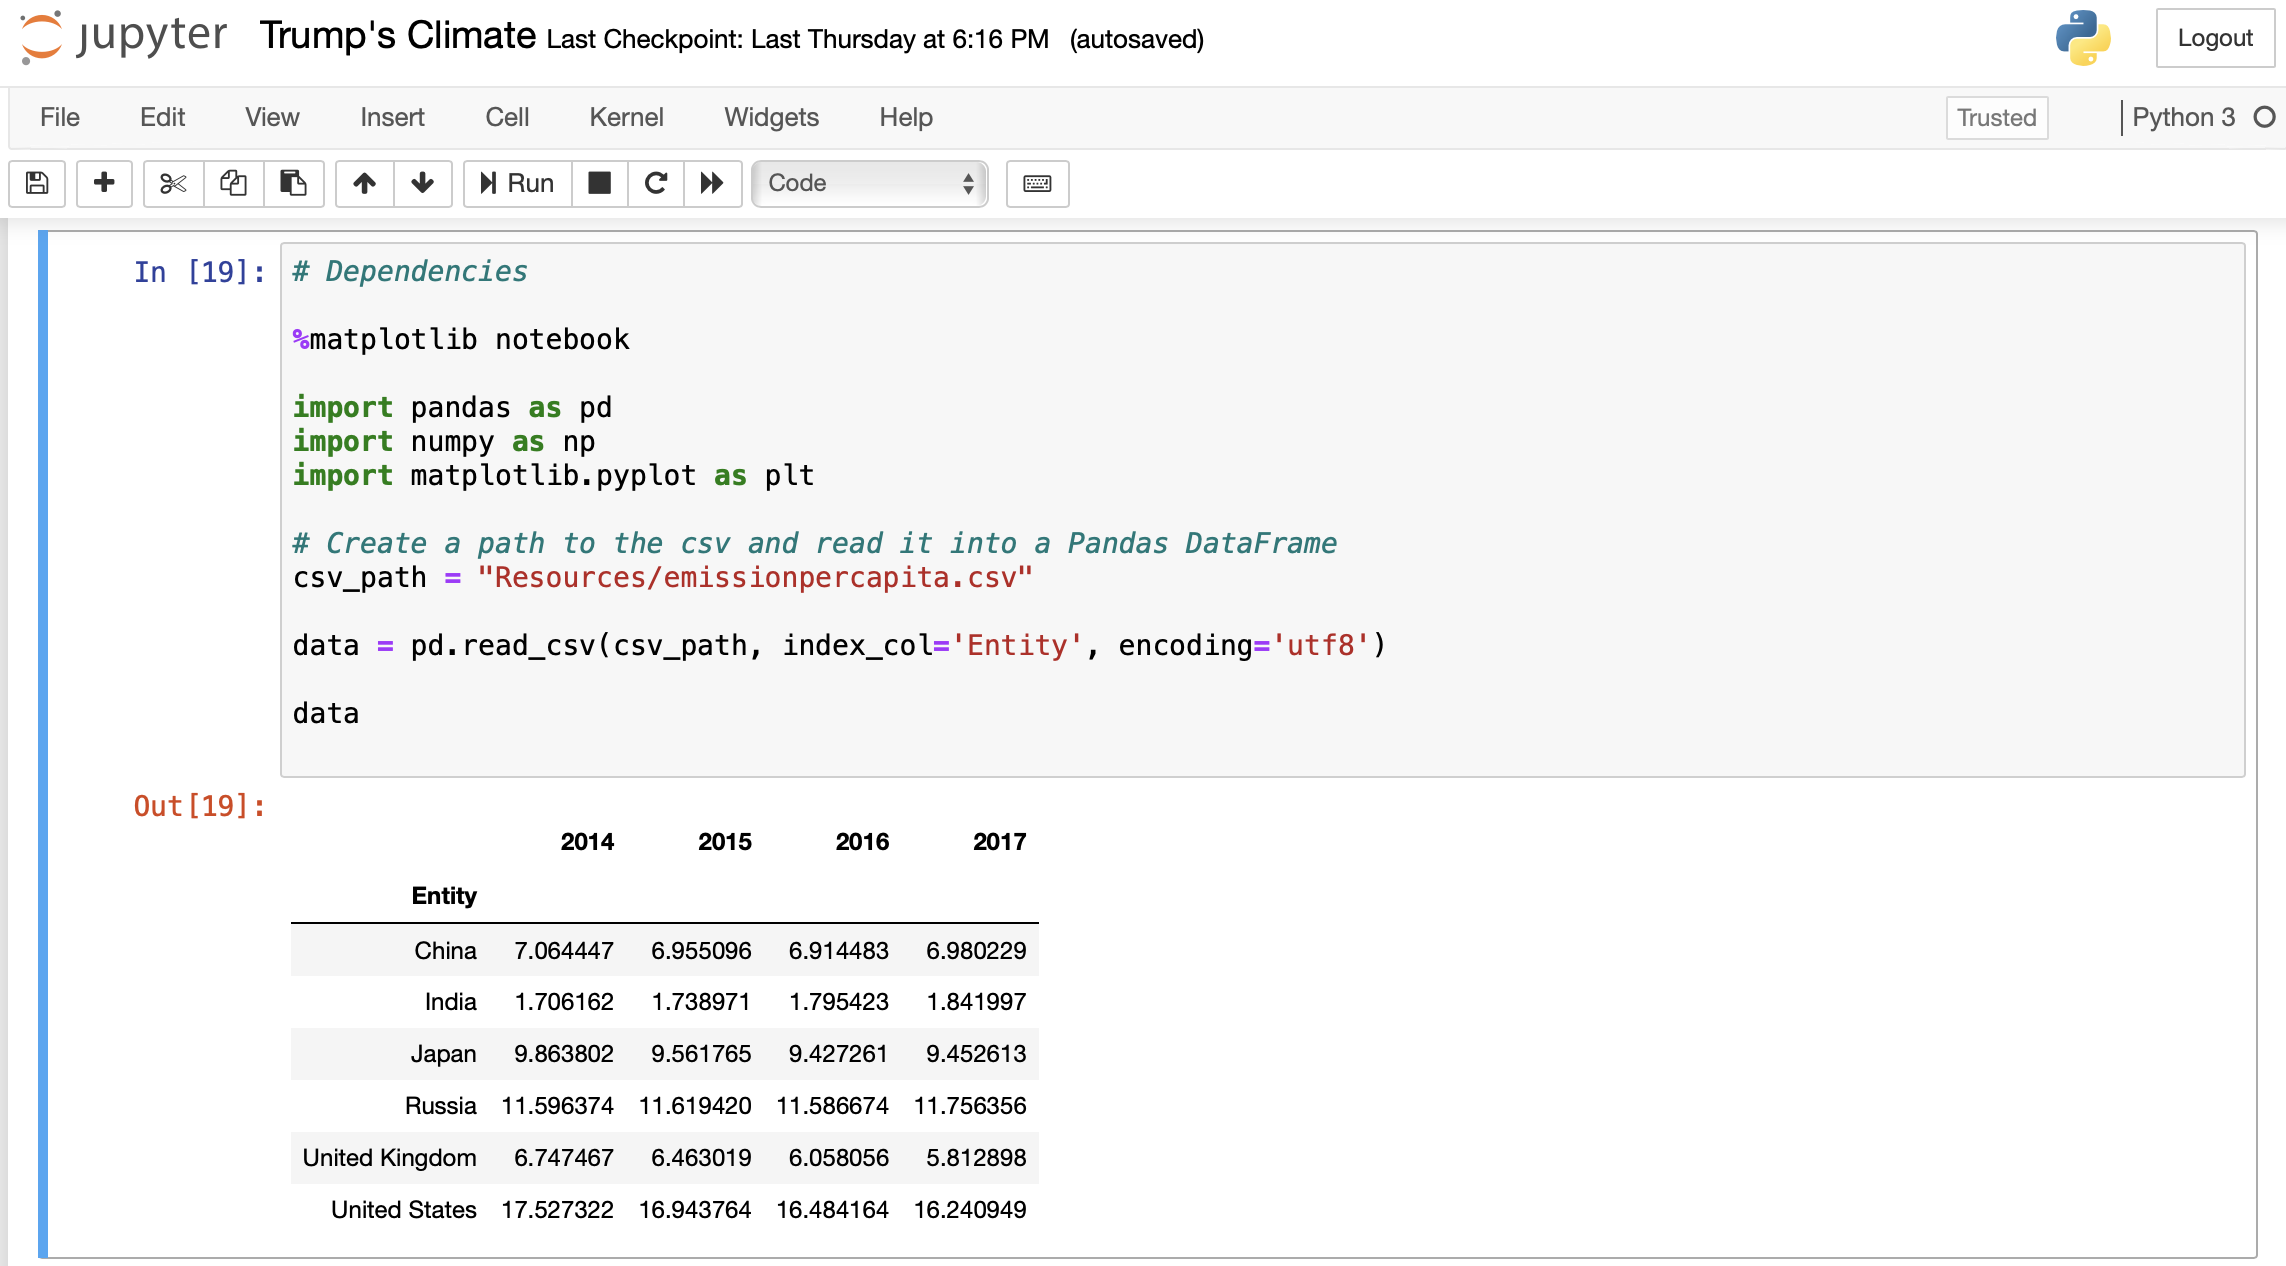 jupyter Trump's Climate Last Checkpoint: Last Thursday at 6:16 PM (autosaved) Logout
File Edit View Insert Cell Kernel Widgets Help Trusted Python 3
Run Code
In [19]: # Dependencies
%matplotlib notebook
import pandas as pd
import numpy as np
import matplotlib.pyplot as plt
# Create a path to the csv and read it into a Pandas DataFrame
csv_path = "Resources/emissionpercapita.csv"
data = pd.read_csv(csv_path, index_col='Entity', encoding='utf8')
data
Out[19]:
2014 2015 2016 2017
Entity
China 7.064447 6.955096 6.914483 6.980229
India 1.706162 1.738971 1.795423 1.841997
Japan 9.863802 9.561765 9.427261 9.452613
Russia 11.596374 11.619420 11.586674 11.756356
United Kingdom 6.747467 6.463019 6.058056 5.812898
United States 17.527322 16.943764 16.484164 16.240949